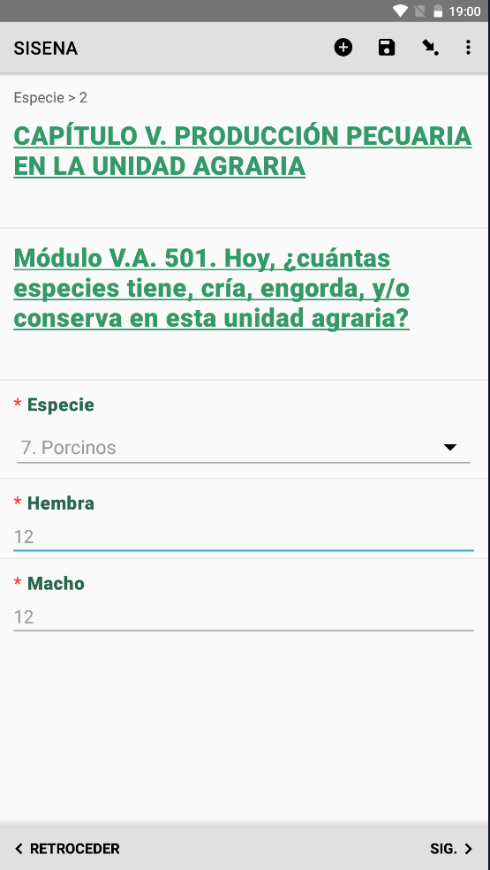 19:00
SISENA
Especie > 2
CAPÍTULO V. PRODUCCIÓN PECUARIA
EN LA UNIDAD AGRARIA
Módulo V.A. 501. Hoy, ¿cuántas
especies tiene, cría, engorda, y/o
conserva en esta unidad agraria?
* Especie
7. Porcinos
* Hembra
12
* Macho
12
< RETROCEDER
SIG. >